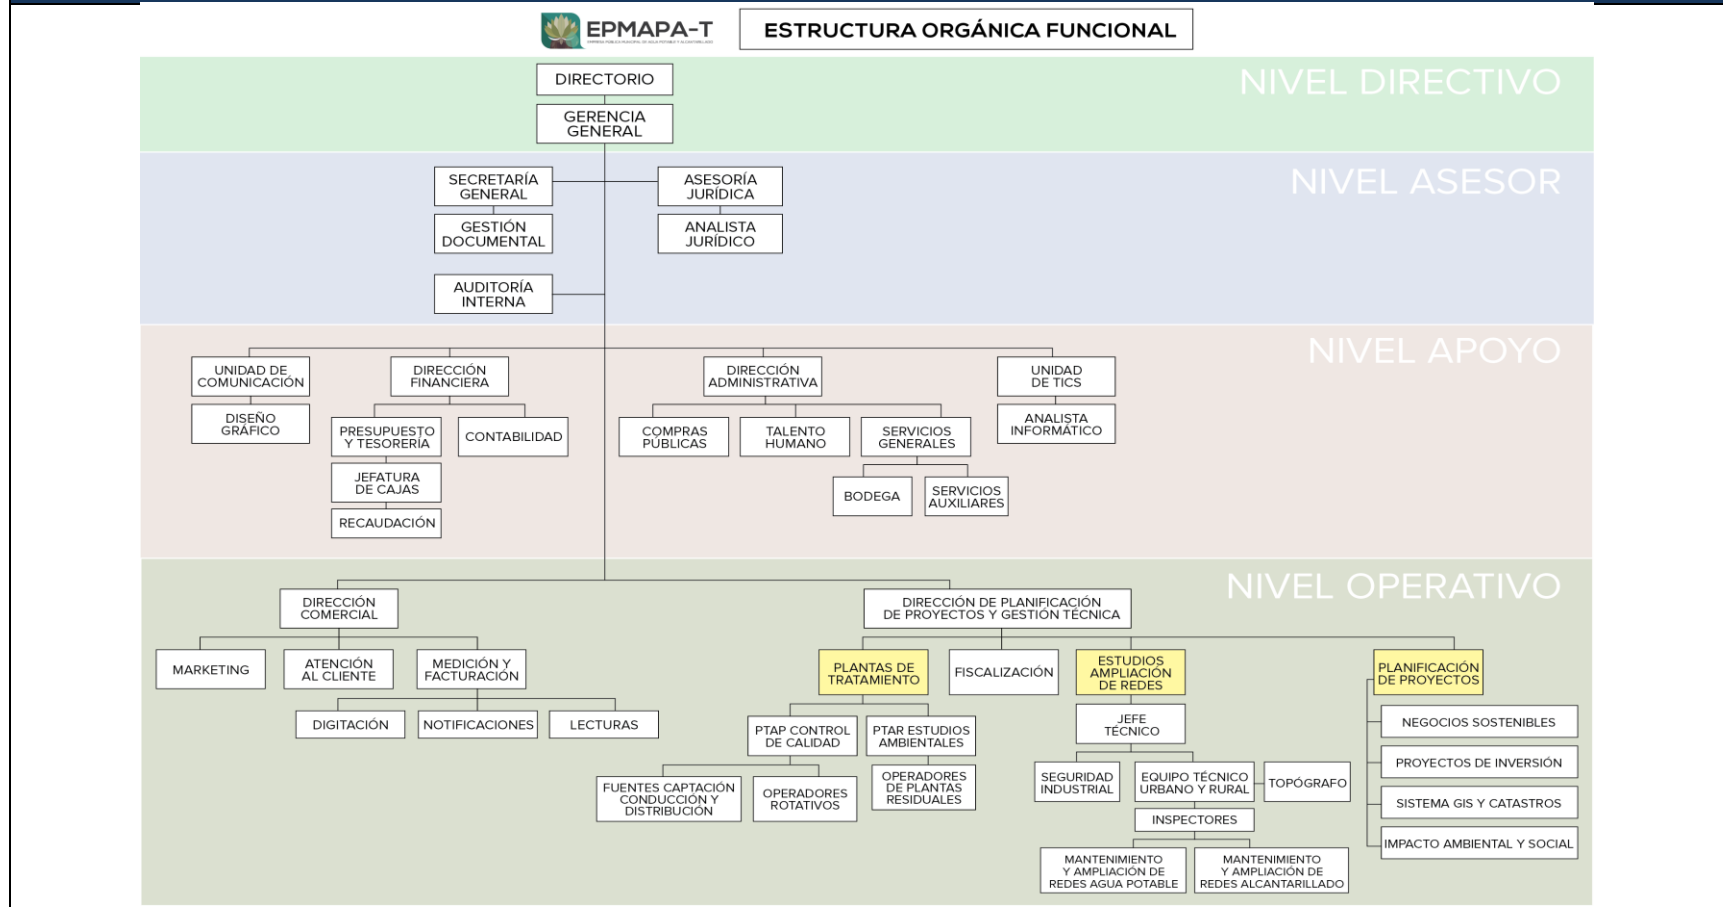 EPMAPA-T
EMPRESA PÚBLICA MUNICIPAL DE AGUA POTABLE Y ALCANTARILLADO
ESTRUCTURA ORGÁNICA FUNCIONAL
NIVEL DIRECTIVO
DIRECTORIO
GERENCIA
GENERAL
NIVEL ASESOR
SECRETARÍA
GENERAL
ASESORÍA
JURÍDICA
GESTIÓN
DOCUMENTAL
ANALISTA
JURÍDICO
AUDITORÍA
INTERNA
NIVEL APOYO
UNIDAD DE
COMUNICACIÓN
DIRECCIÓN
FINANCIERA
DIRECCIÓN
ADMINISTRATIVA
UNIDAD
DE TICS
DISEÑO
GRÁFICO
PRESUPUESTO
Y TESORERÍA
CONTABILIDAD
COMPRAS
PÚBLICAS
TALENTO
HUMANO
SERVICIOS
GENERALES
ANALISTA
INFORMÁTICO
JEFATURA
DE CAJAS
BODEGA
SERVICIOS
AUXILIARES
RECAUDACIÓN
NIVEL OPERATIVO
DIRECCIÓN
COMERCIAL
DIRECCIÓN DE PLANIFICACIÓN
DE PROYECTOS Y GESTIÓN TÉCNICA
MARKETING
ATENCIÓN
AL CLIENTE
MEDICIÓN Y
FACTURACIÓN
PLANTAS DE
TRATAMIENTO
FISCALIZACIÓN
ESTUDIOS
AMPLIACIÓN
DE REDES
PLANIFICACIÓN
DE PROYECTOS
DIGITACIÓN
NOTIFICACIONES
LECTURAS
PTAP CONTROL
DE CALIDAD
PTAR ESTUDIOS
AMBIENTALES
JEFE
TÉCNICO
NEGOCIOS SOSTENIBLES
FUENTES CAPTACIÓN
CONDUCCIÓN Y
DISTRIBUCIÓN
OPERADORES
ROTATIVOS
OPERADORES
DE PLANTAS
RESIDUALES
SEGURIDAD
INDUSTRIAL
EQUIPO TÉCNICO
URBANO Y RURAL
TOPÓGRAFO
PROYECTOS DE INVERSIÓN
INSPECTORES
SISTEMA GIS Y CATASTROS
MANTENIMIENTO
Y AMPLIACIÓN DE
REDES AGUA POTABLE
MANTENIMIENTO
Y AMPLIACIÓN DE
REDES ALCANTARILLADO
IMPACTO AMBIENTAL Y SOCIAL